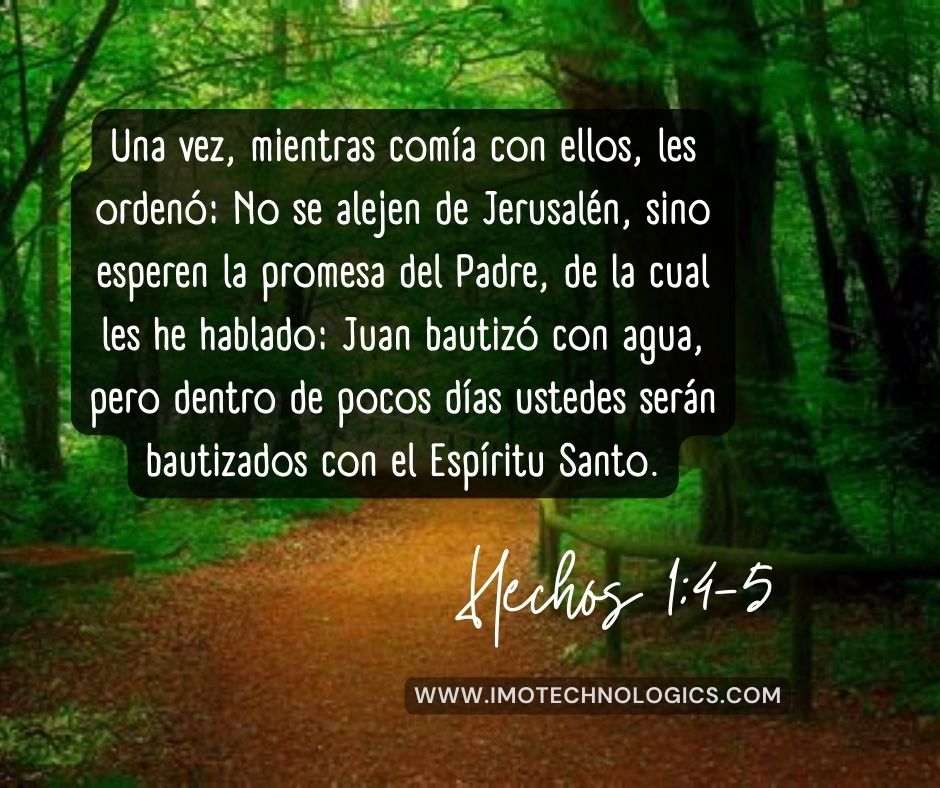 Una vez, mientras comía con ellos, les
ordenó: No se alejen de Jerusalén, sino
esperen la promesa del Padre, de la cual
les he hablado: Juan bautizó con agua,
pero dentro de pocos días ustedes serán
bautizados con el Espíritu Santo.
Hechos 1:4-5
WWW.IMOTECHNOLOGICS.COM